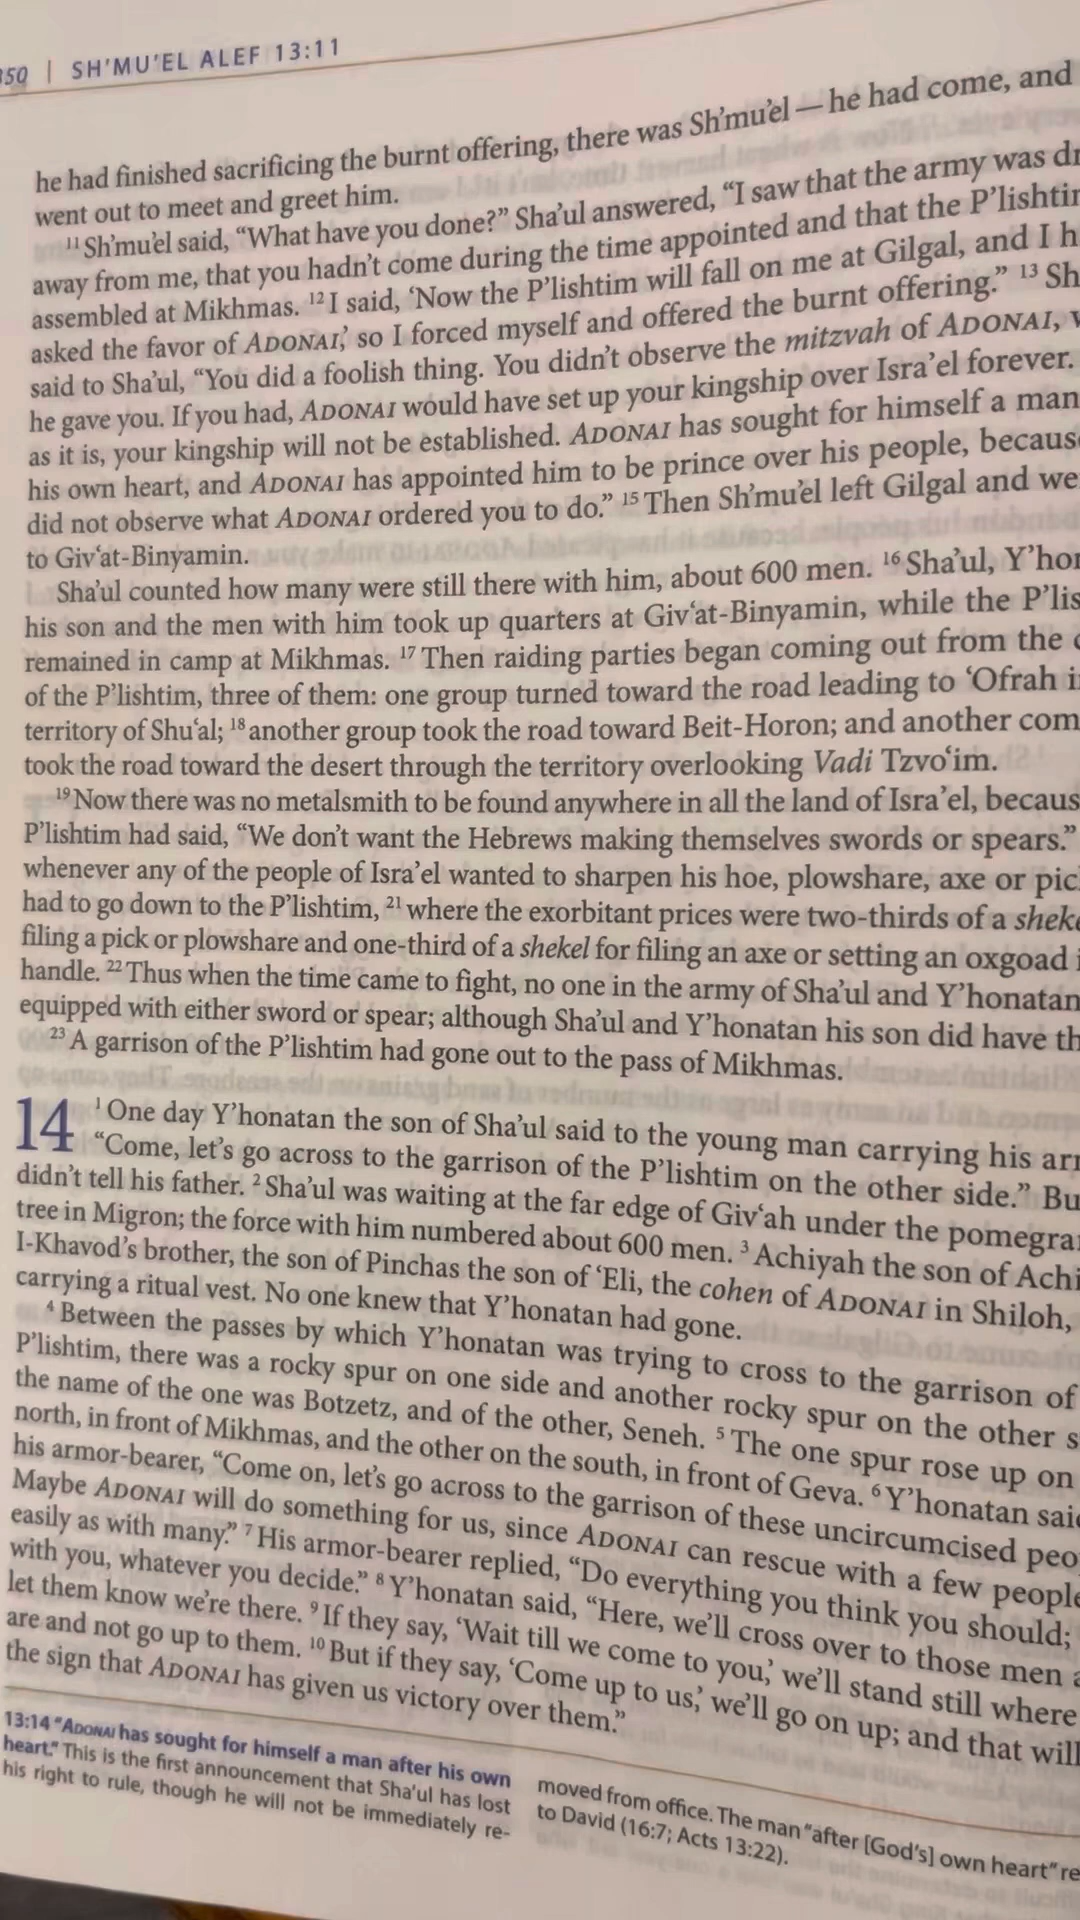 350 | SH'MU'EL ALEF 13:11
he had finished sacrificing the burnt offering, there was Sh'mu'el — he had come, and
went out to meet and greet him.
11 Sh'mu'el said, “What have you done?” Sha'ul answered, “I saw that the army was
away from me, that you hadn't come during the time appointed and that the
assembled at Mikhmas. 12 I said, ‘Now the P'lishtim will fall on me at Gilgal, and I
asked the favor of ADONAI,’ so I forced myself and offered the burnt offering.” 13
said to Sha'ul, “You did a foolish thing. You didn't observe the mitzvah of ADONAI,
he gave you. If you had, ADONAI would have set up your kingship over Isra'el forever.
as it is, your kingship will not be established. ADONAI has sought for himself a man
his own heart, and ADONAI has appointed him to be prince over his people,
did not observe what ADONAI ordered you to do.” 15 Then Sh'mu'el left Gilgal and
to Giv‘at-Binyamin.
Sha'ul counted how many were still there with him, about 600 men. 16 Sha'ul,
his son and the men with him took up quarters at Giv‘at-Binyamin, while the
remained in camp at Mikhmas. 17 Then raiding parties began coming out from the
of the P'lishtim, three of them: one group turned toward the road leading to ‘Ofrah
territory of Shu‘al; 18 another group took the road toward Beit-Horon; and another
took the road toward the desert through the territory overlooking Vadi Tzvo‘im.
19 Now there was no metalsmith to be found anywhere in all the land of Isra'el,
P'lishtim had said, “We don't want the Hebrews making themselves swords or spears.”
whenever any of the people of Isra'el wanted to sharpen his hoe, plowshare, axe or
had to go down to the P'lishtim, 21 where the exorbitant prices were two-thirds of a
filing a pick or plowshare and one-third of a shekel for filing an axe or setting an oxgoad
handle. 22 Thus when the time came to fight, no one in the army of Sha'ul and Y'honatan
equipped with either sword or spear; although Sha'ul and Y'honatan his son did have
23 A garrison of the P'lishtim had gone out to the pass of Mikhmas.
14 1 One day Y'honatan the son of Sha'ul said to the young man carrying his
“Come, let's go across to the garrison of the P'lishtim on the other side.”
didn't tell his father. 2 Sha'ul was waiting at the far edge of Giv‘ah under the
tree in Migron; the force with him numbered about 600 men. 3 Achiyah the son of
I-Khavod's brother, the son of Pinchas the son of ‘Eli, the cohen of ADONAI in Shiloh,
carrying a ritual vest. No one knew that Y'honatan had gone.
4 Between the passes by which Y'honatan was trying to cross to the garrison of
P'lishtim, there was a rocky spur on one side and another rocky spur on the other
the name of the one was Botzetz, and of the other, Seneh. 5 The one spur rose up on
north, in front of Mikhmas, and the other on the south, in front of Geva. 6 Y'honatan
his armor-bearer, “Come on, let's go across to the garrison of these uncircumcised
Maybe ADONAI will do something for us, since ADONAI can rescue with a few people
easily as with many.” 7 His armor-bearer replied, “Do everything you think you should;
with you, whatever you decide.” 8 Y'honatan said, “Here, we'll cross over to those men
let them know we're there. 9 If they say, ‘Wait till we come to you,’ we'll stand still where
are and not go up to them. 10 But if they say, ‘Come up to us,’ we'll go on up; and that will
the sign that ADONAI has given us victory over them.”
13:14 “ADONAI has sought for himself a man after his own
heart.” This is the first announcement that Sha'ul has lost
his right to rule, though he will not be immediately re-
moved from office. The man “after [God's] own heart”
to David (16:7; Acts 13:22).